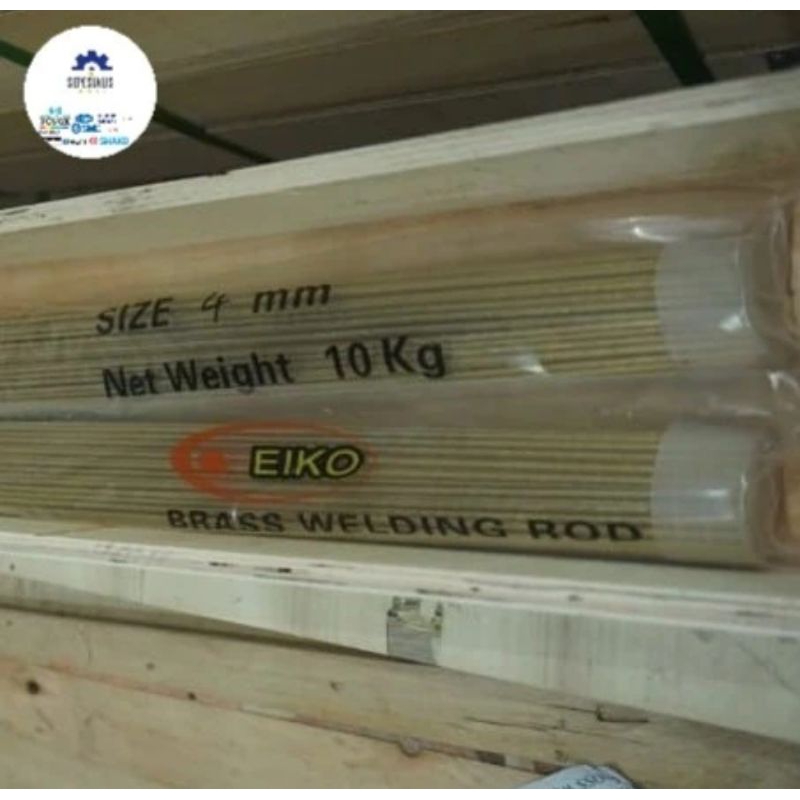 SIZE 4 mm
Net Weight 10 Kg
EIKO
BRASS WELDING ROD